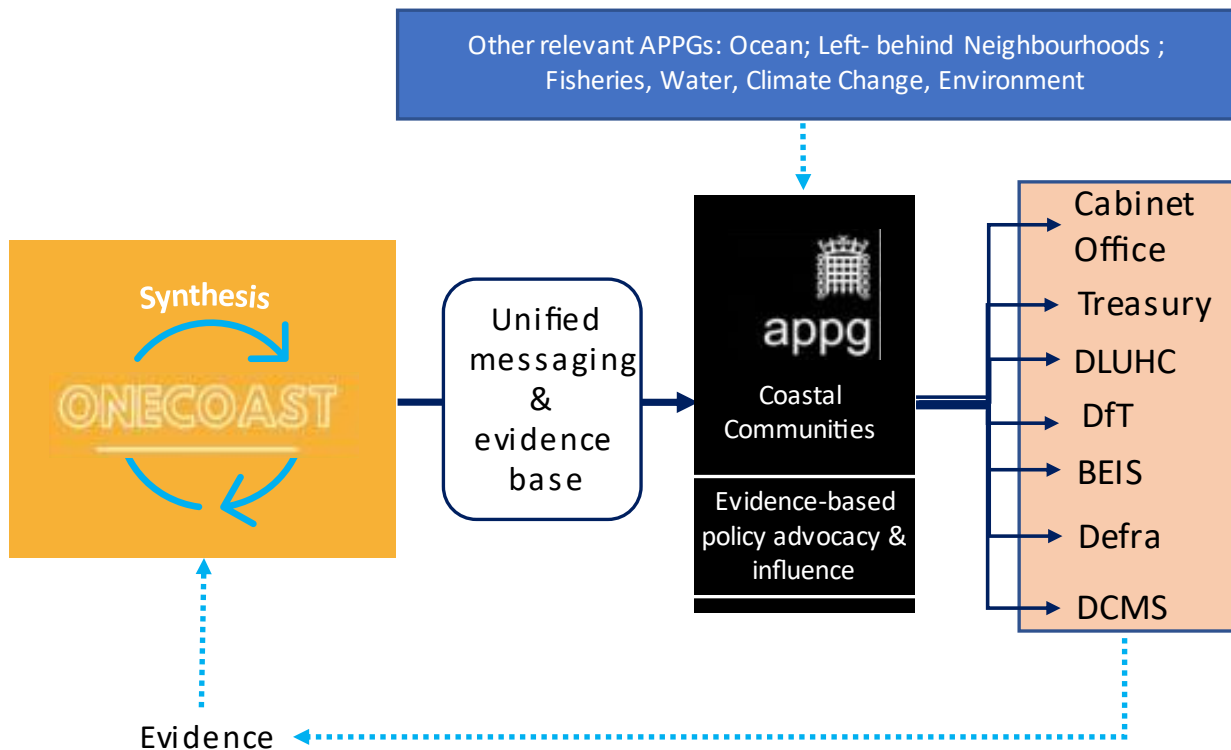 Other relevant APPGs: Ocean; Left- behind Neighbourhoods ;
Fisheries, Water, Climate Change, Environment
Synthesis
ONECOAST
Unified
messaging
&
evidence
base
appg
Coastal
Communities
Evidence-based
policy advocacy &
influence
Cabinet
Office
Treasury
DLUHC
DfT
BEIS
Defra
DCMS
Evidence